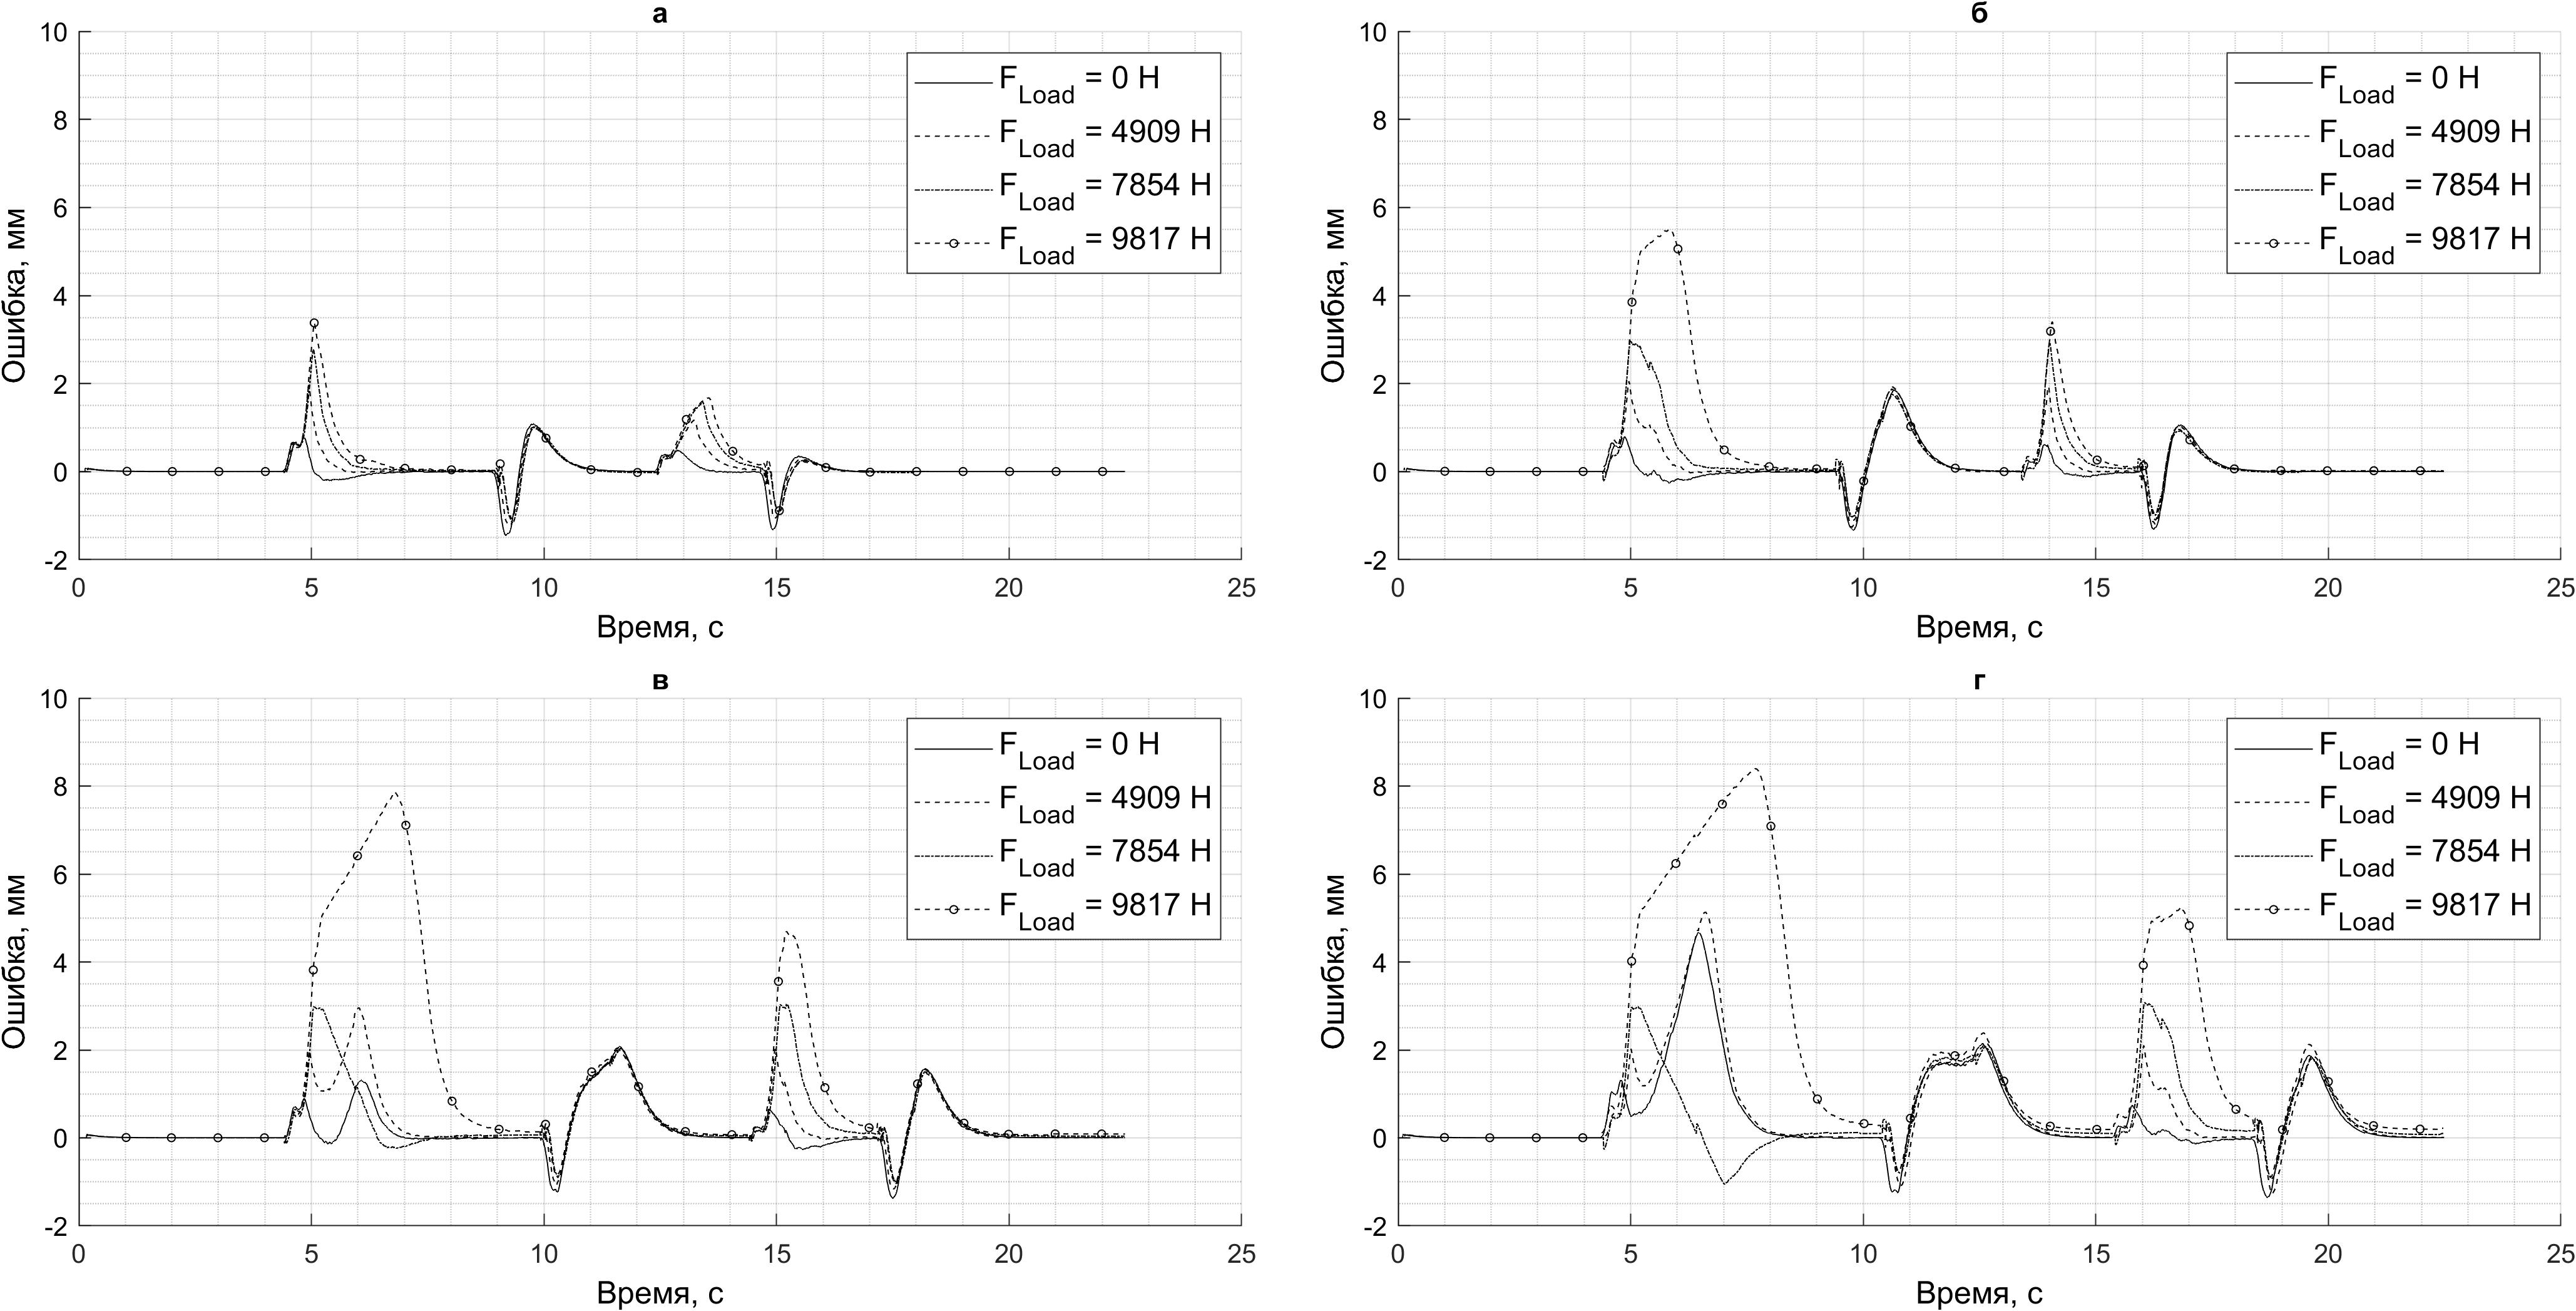 а
10
8
6
4
2
0
-2
Ошибка, мм
F_Load = 0 Н
F_Load = 4909 Н
F_Load = 7854 Н
F_Load = 9817 Н
0 5 10 15 20 25
Время, с
б
10
8
6
4
2
0
-2
Ошибка, мм
F_Load = 0 Н
F_Load = 4909 Н
F_Load = 7854 Н
F_Load = 9817 Н
0 5 10 15 20 25
Время, с
в
10
8
6
4
2
0
-2
Ошибка, мм
F_Load = 0 Н
F_Load = 4909 Н
F_Load = 7854 Н
F_Load = 9817 Н
0 5 10 15 20 25
Время, с
г
10
8
6
4
2
0
-2
Ошибка, мм
F_Load = 0 Н
F_Load = 4909 Н
F_Load = 7854 Н
F_Load = 9817 Н
0 5 10 15 20 25
Время, с